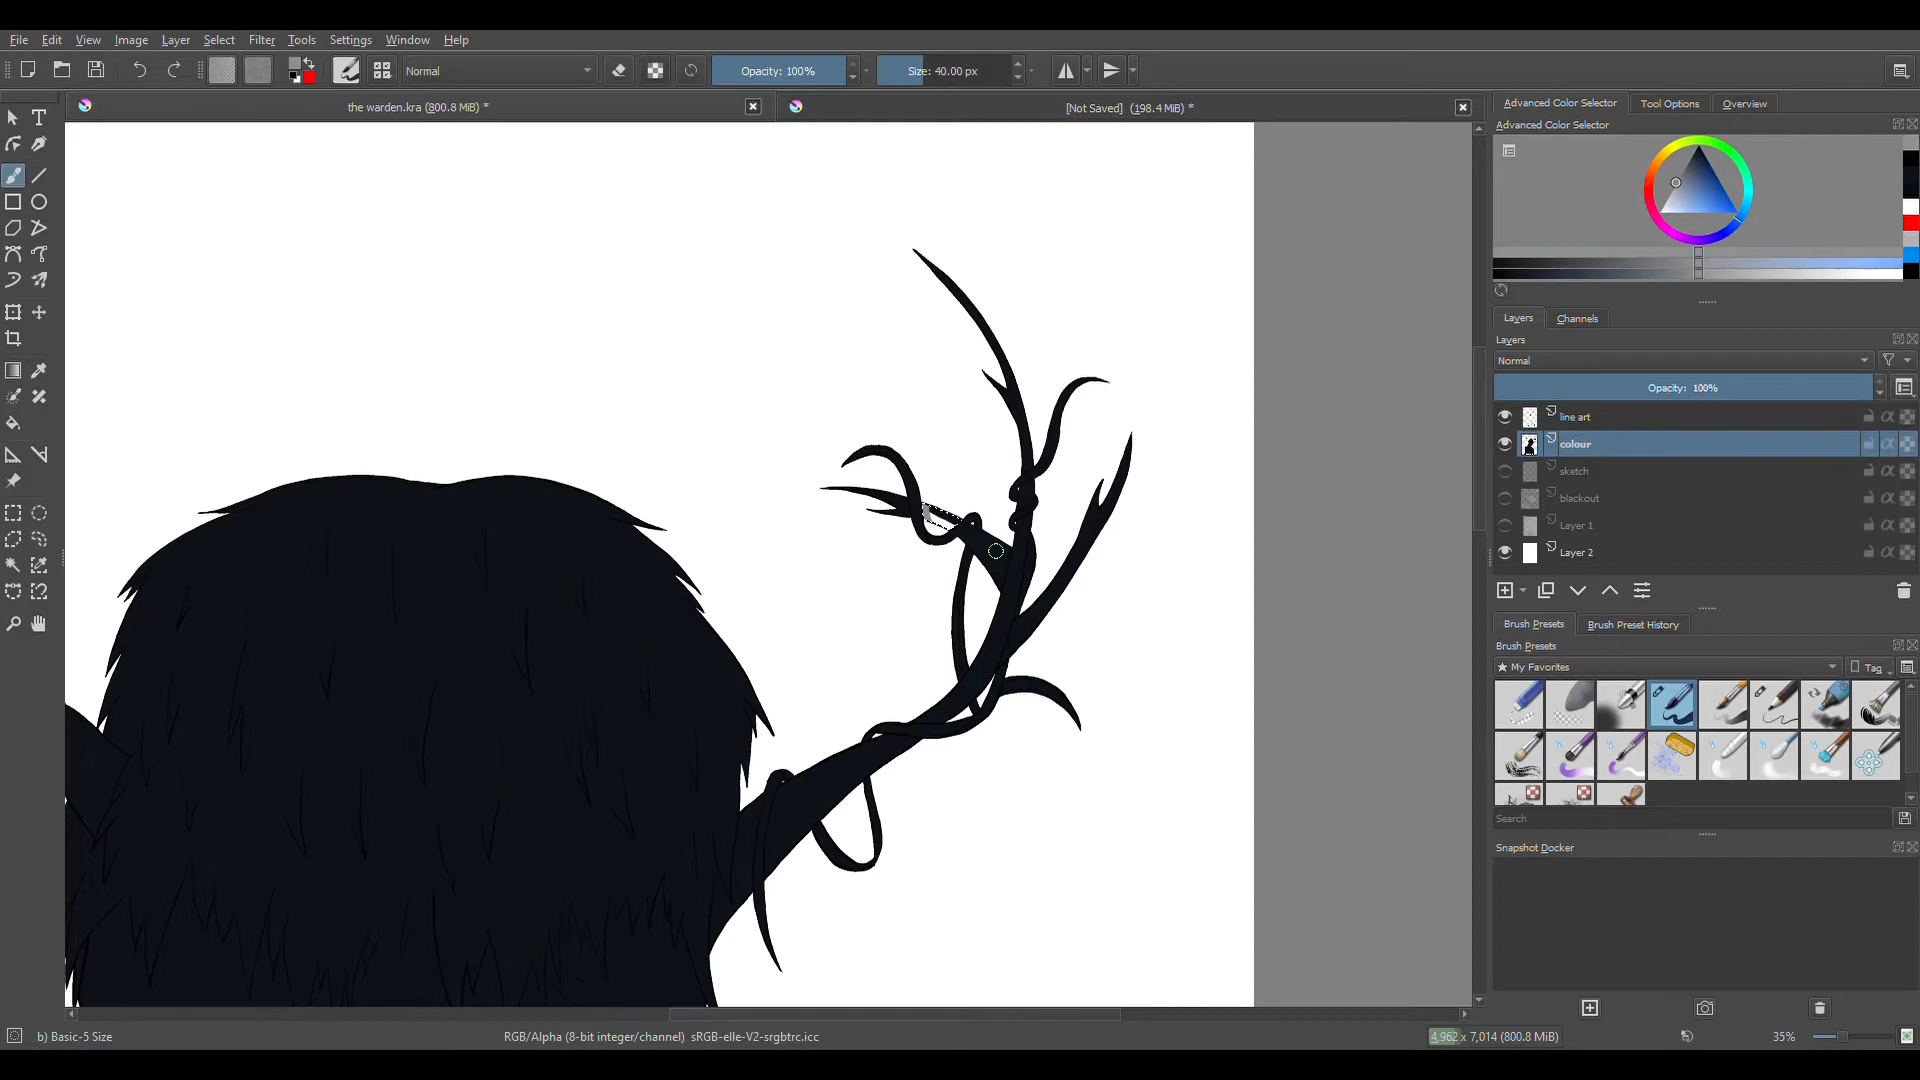 File Edit View Image Layer Select Filter Tools Settings Window Help
Normal
Opacity: 100%
Size: 40.00 px
the warden.kra (800.8 MiB) *
[Not Saved] (198.4 MiB) *
Advanced Color Selector Tool Options Overview
Advanced Color Selector
Layers Channels
Layers
Normal
Opacity: 100%
line art
colour
sketch
blackout
Layer 1
Layer 2
Brush Presets Brush Preset History
Brush Presets
My Favorites
Tag
Search
Snapshot Docker
b) Basic-5 Size
RGB/Alpha (8-bit integer/channel) sRGB-elle-V2-srgbtrc.icc
4,962 x 7,014 (800.8 MiB)
35%